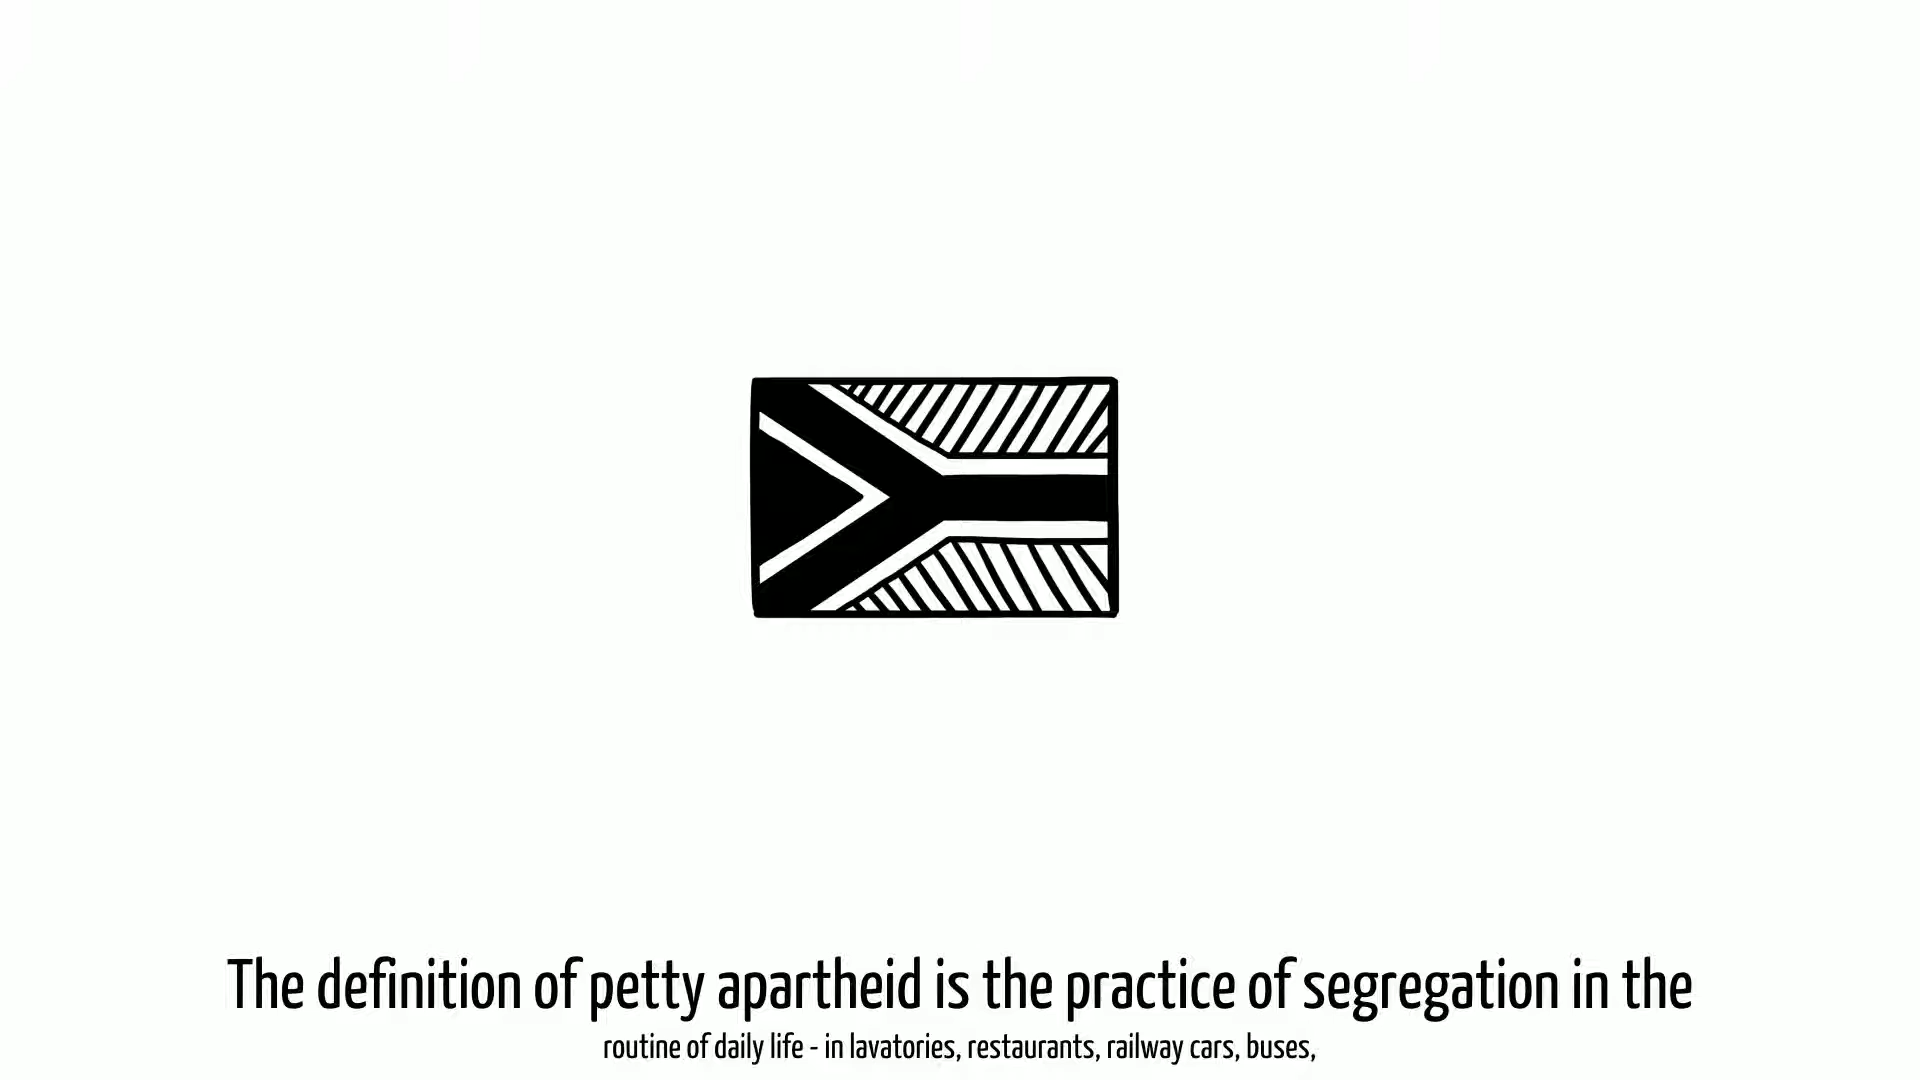 The definition of petty apartheid is the practice of segregation in the
routine of daily life - in lavatories, restaurants, railway cars, buses,